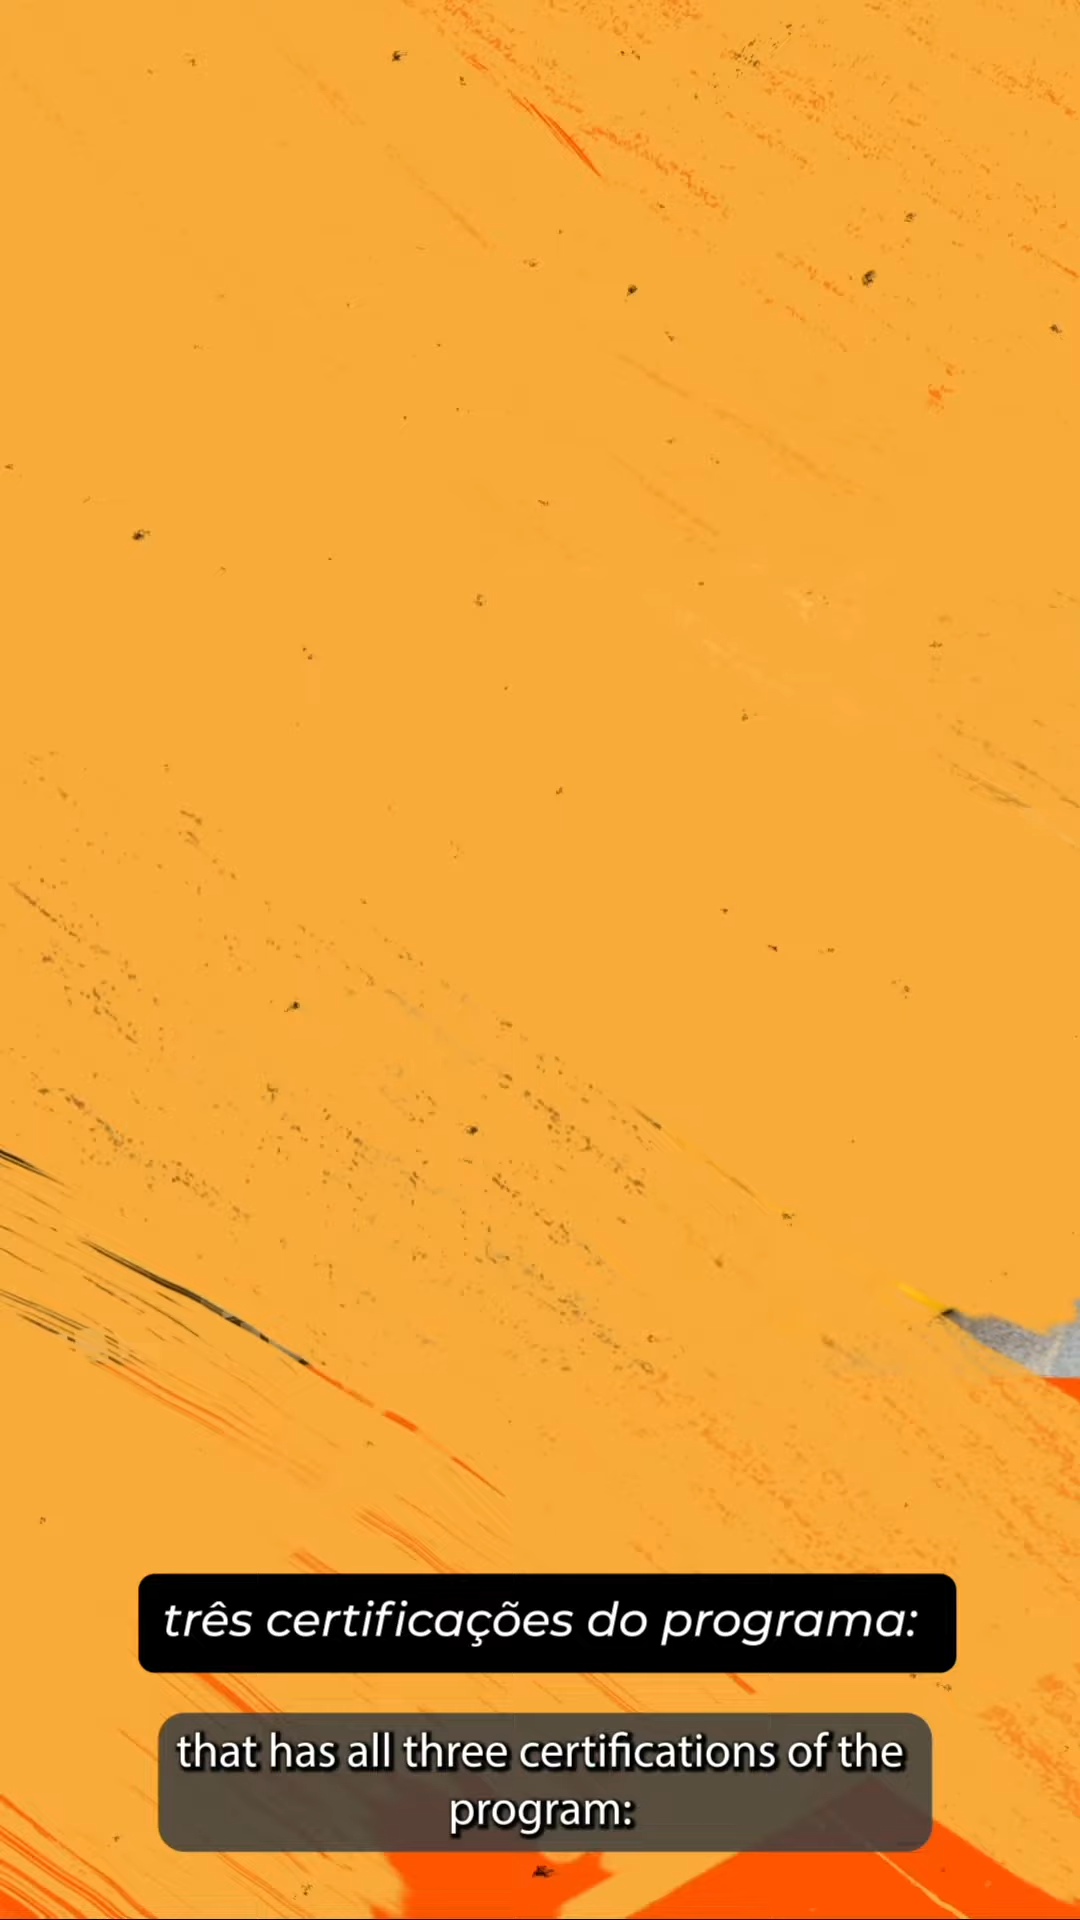 três certificações do programa:
that has all three certifications of the
program: